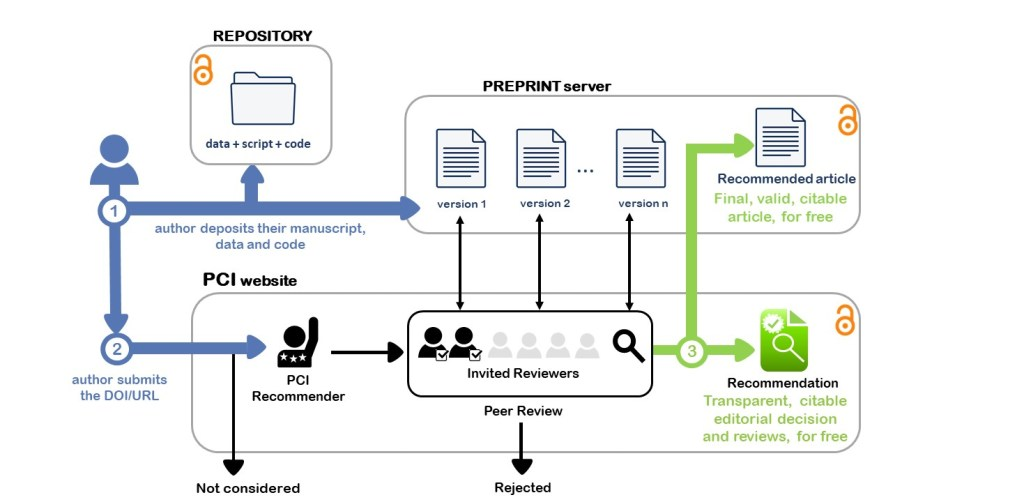 REPOSITORY
data + script + code
PREPRINT server
version 1
version 2
...
version n
Recommended article
Final, valid, citable
article, for free
1
author deposits their manuscript,
data and code
PCI website
2
author submits
the DOI/URL
PCI
Recommender
Invited Reviewers
Peer Review
3
Recommendation
Transparent, citable
editorial decision
and reviews, for free
Not considered
Rejected